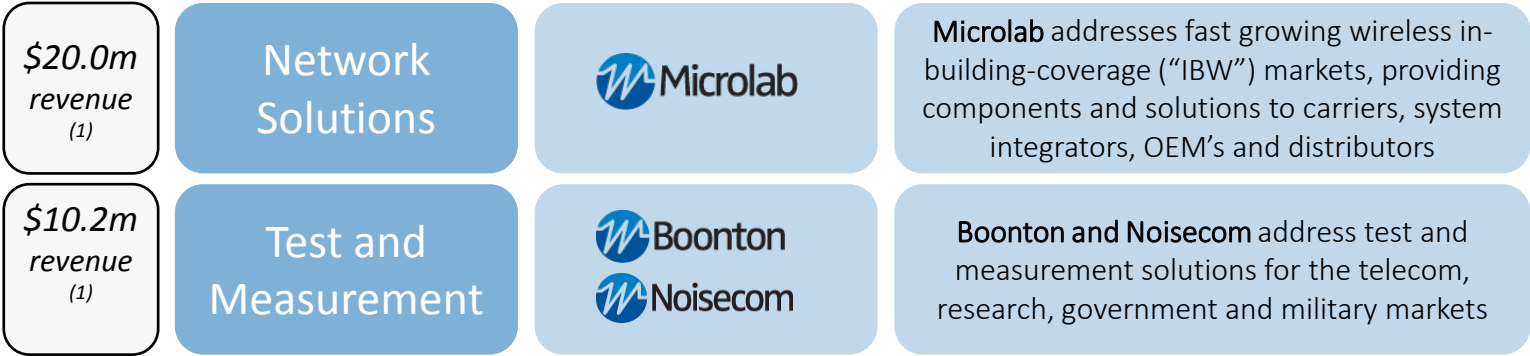 $20.0m
revenue
(1)
Network
Solutions
Microlab
Microlab addresses fast growing wireless in-
building-coverage (“IBW”) markets, providing
components and solutions to carriers, system
integrators, OEM’s and distributors
$10.2m
revenue
(1)
Test and
Measurement
Boonton
Noisecom
Boonton and Noisecom address test and
measurement solutions for the telecom,
research, government and military markets